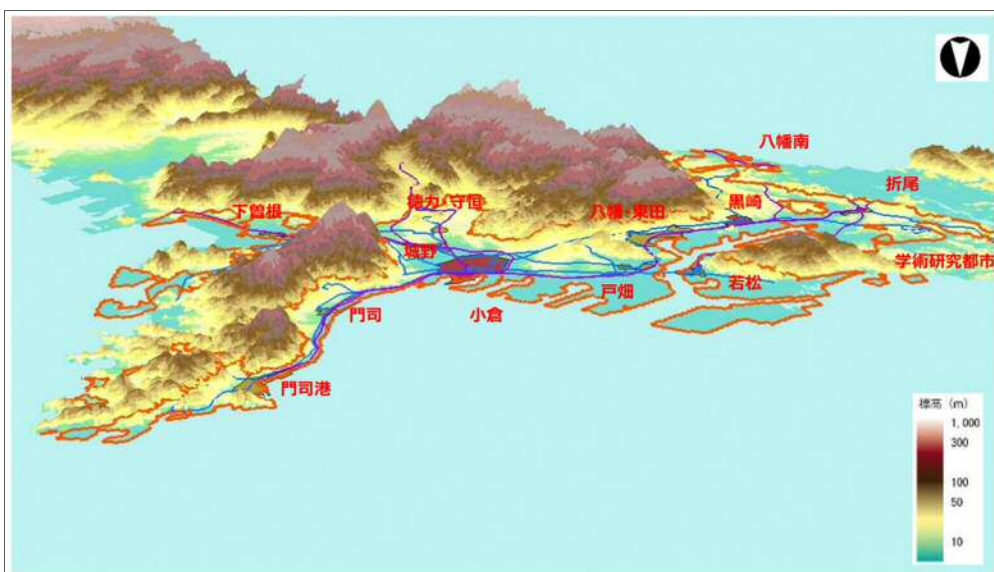 八幡南
折尾
徳力・守恒
黒崎
八幡・東田
下曽根
城野
学術研究都市
若松
戸畑
小倉
門司
門司港
標高 (m)
1,000
300
100
50
10